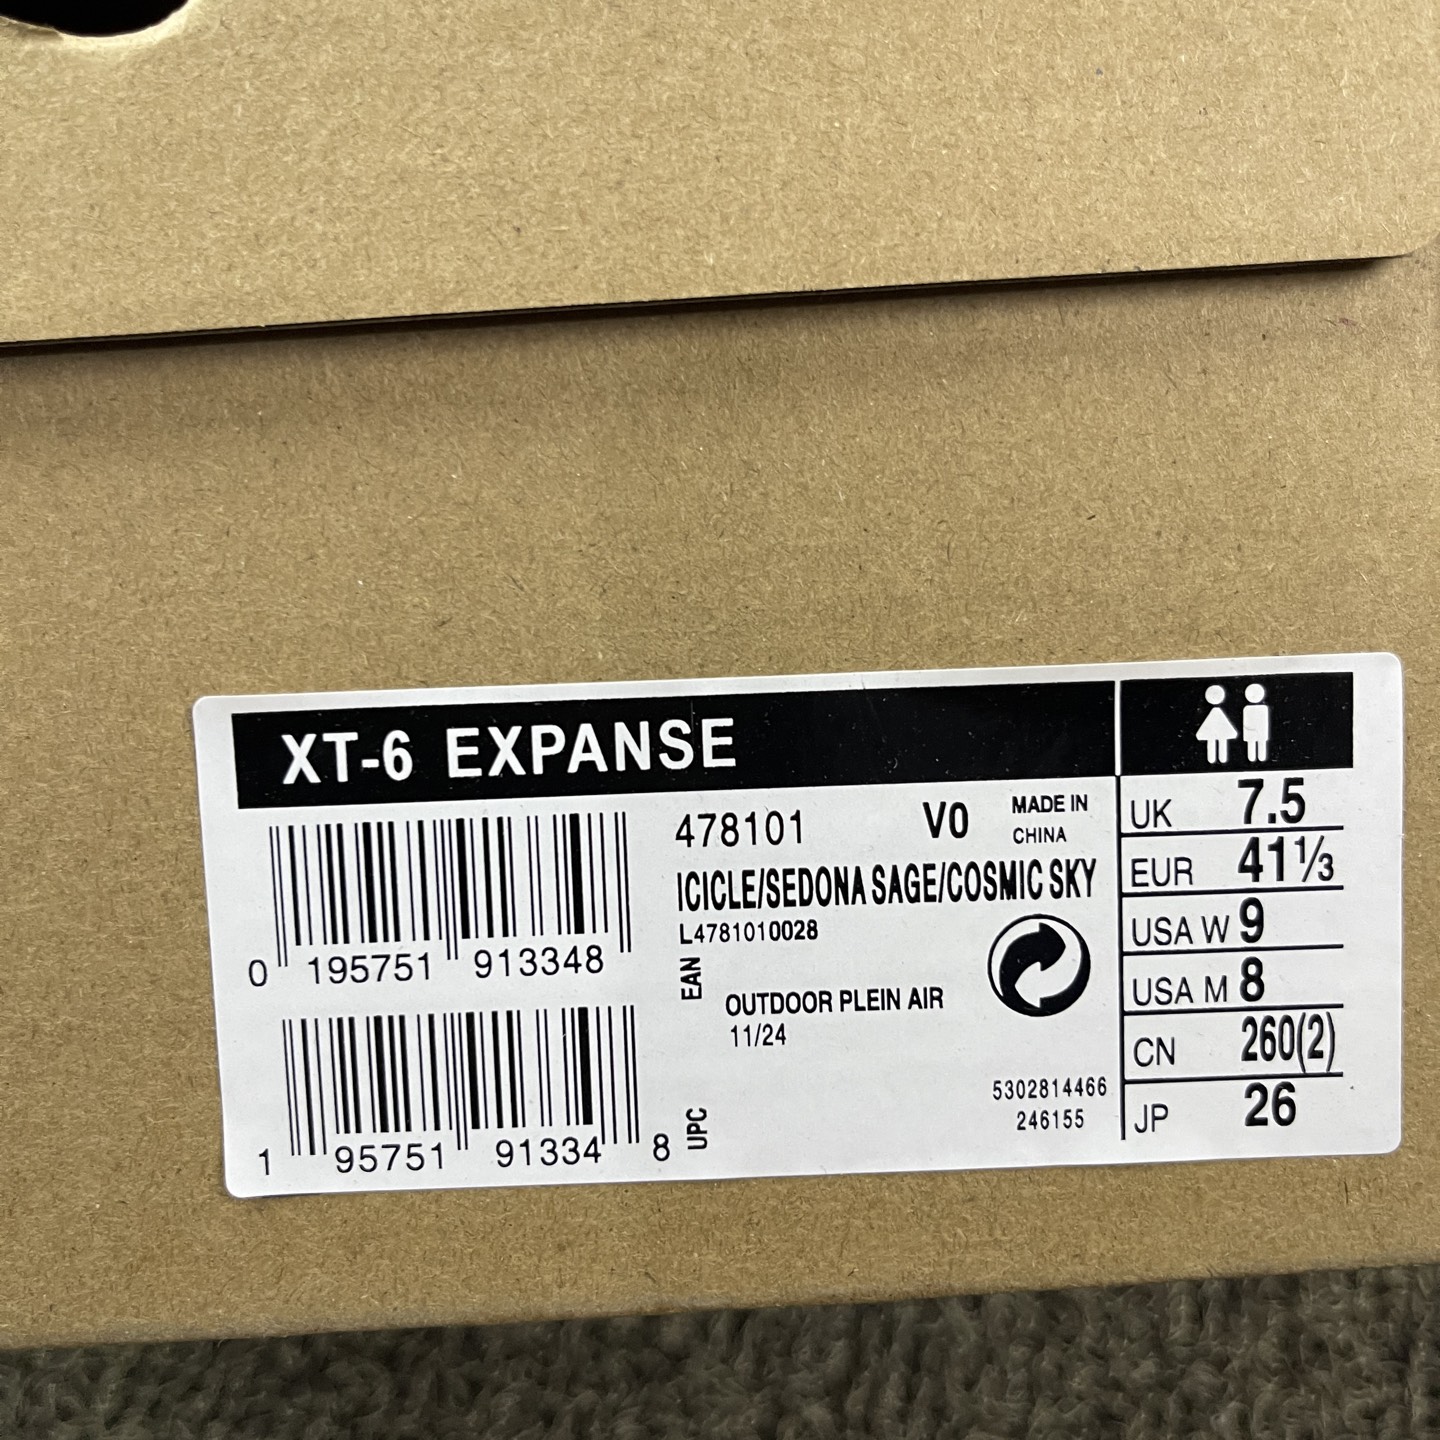 XT-6 EXPANSE
478101 V0 MADE IN
CHINA
ICICLE/SEDONA SAGE/COSMIC SKY
L4781010028
0 195751 913348
EAN
OUTDOOR PLEIN AIR
11/24
5302814466
246155
1 95751 91334 8
UPC
UK 7.5
EUR 41⅓
USA W 9
USA M 8
CN 260(2)
JP 26